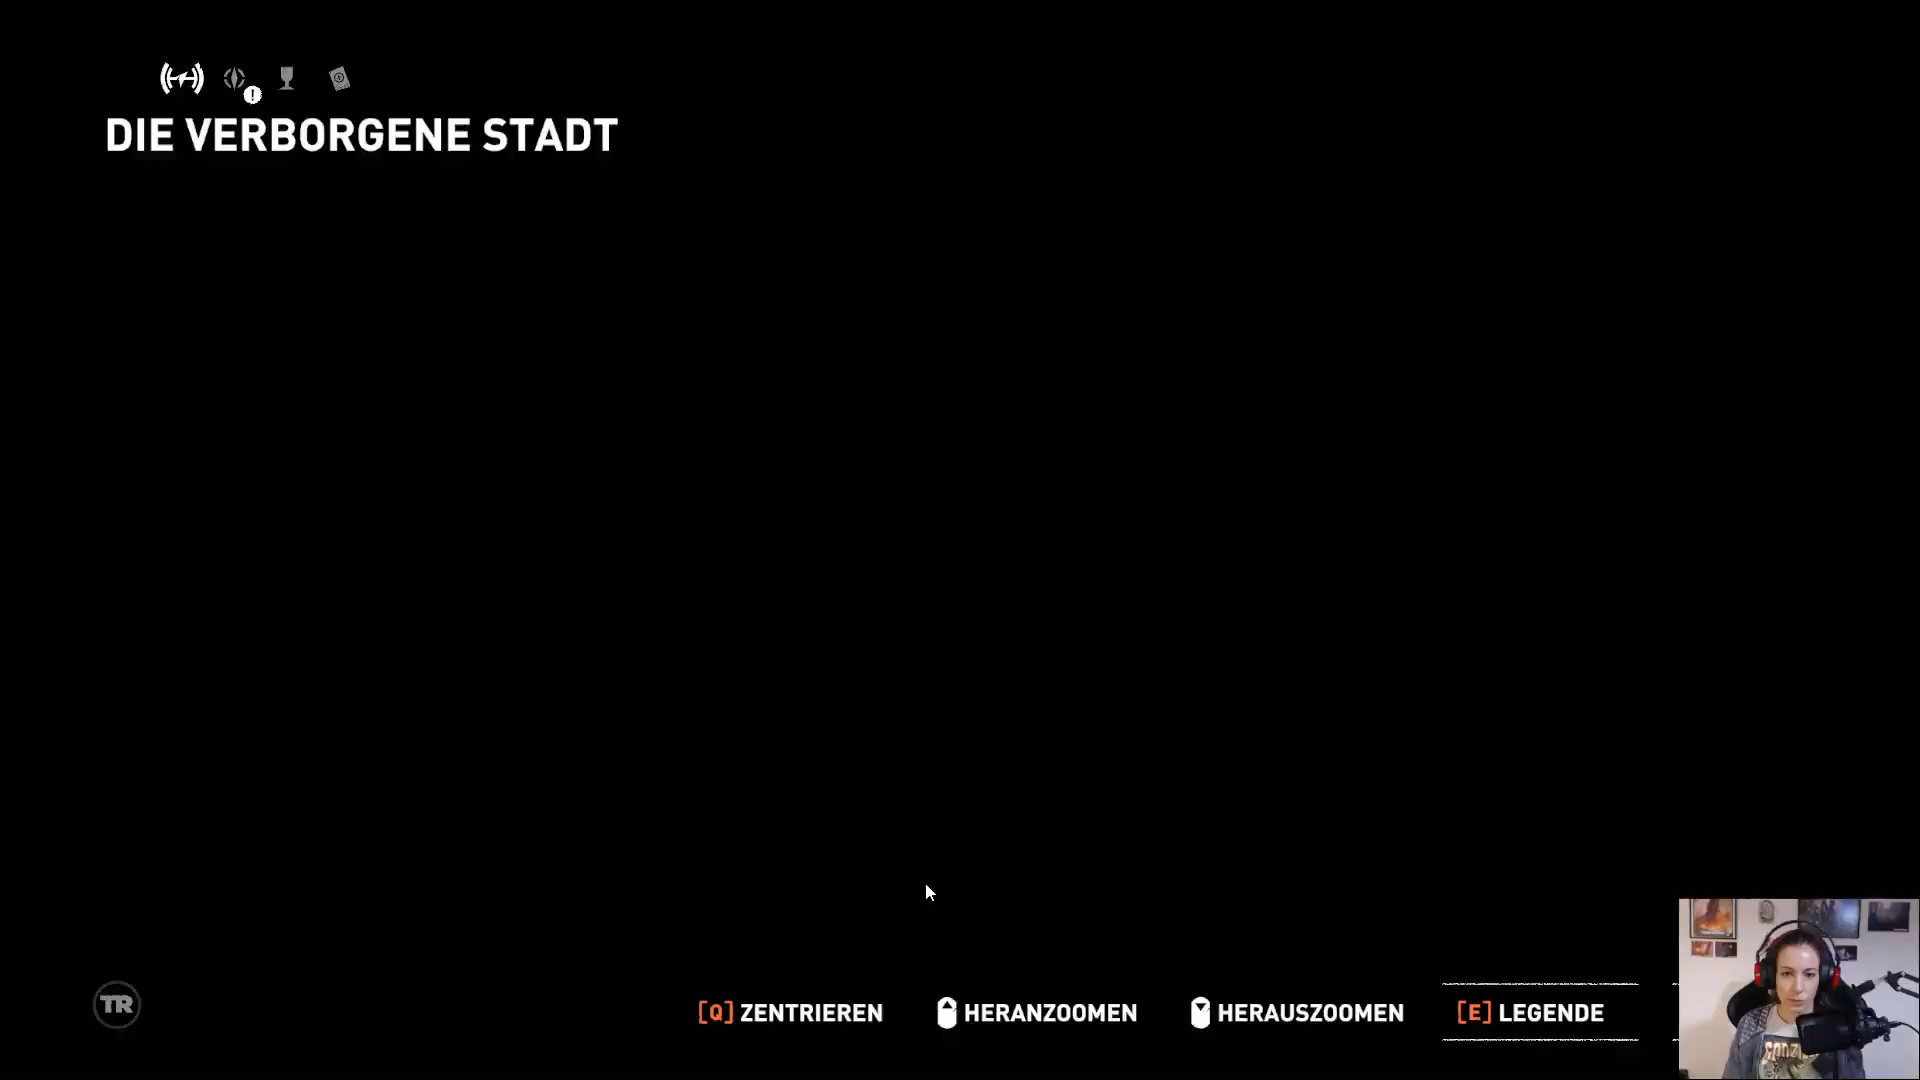 DIE VERBORGENE STADT
TR
[Q] ZENTRIEREN
HERANZOOMEN
HERAUSZOOMEN
[E] LEGENDE